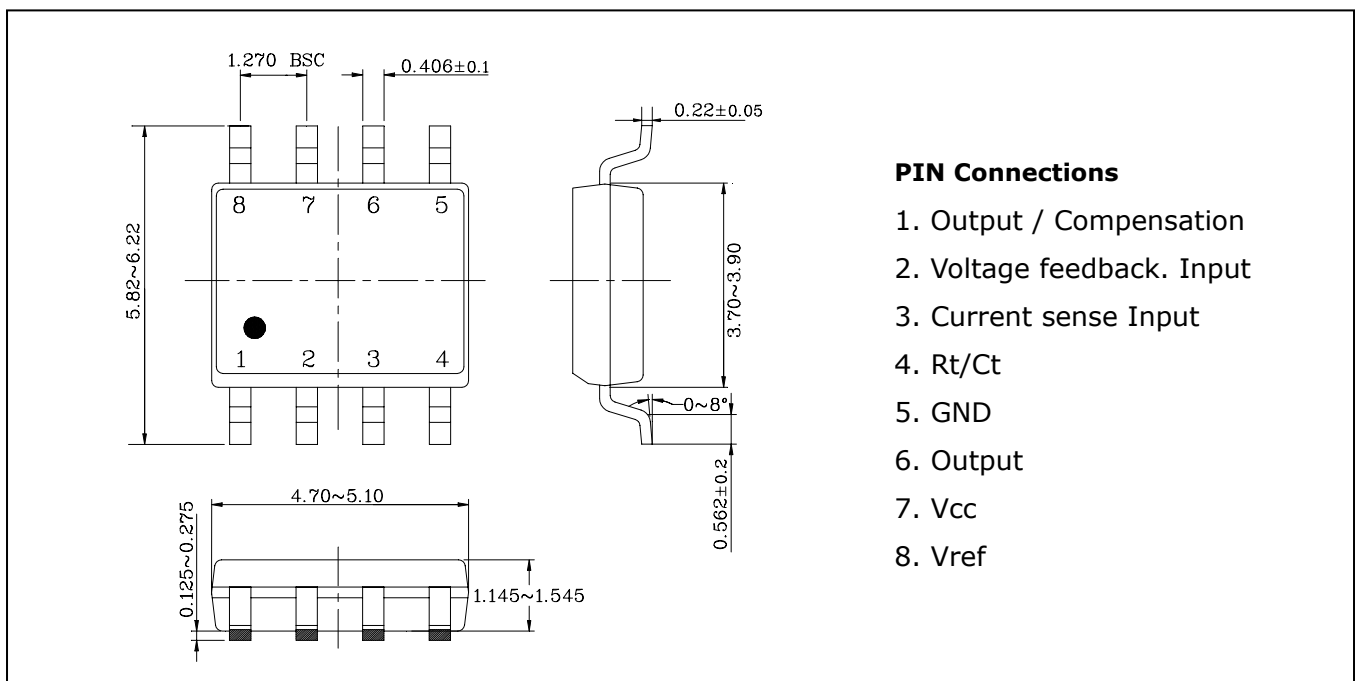 1.270 BSC
0.406±0.1
0.22±0.05
5.82~6.22
8 7 6 5
1 2 3 4
3.70~3.90
0~8°
0.562±0.2
4.70~5.10
0.125~0.275
1.145~1.545
PIN Connections
1. Output / Compensation
2. Voltage feedback. Input
3. Current sense Input
4. Rt/Ct
5. GND
6. Output
7. Vcc
8. Vref